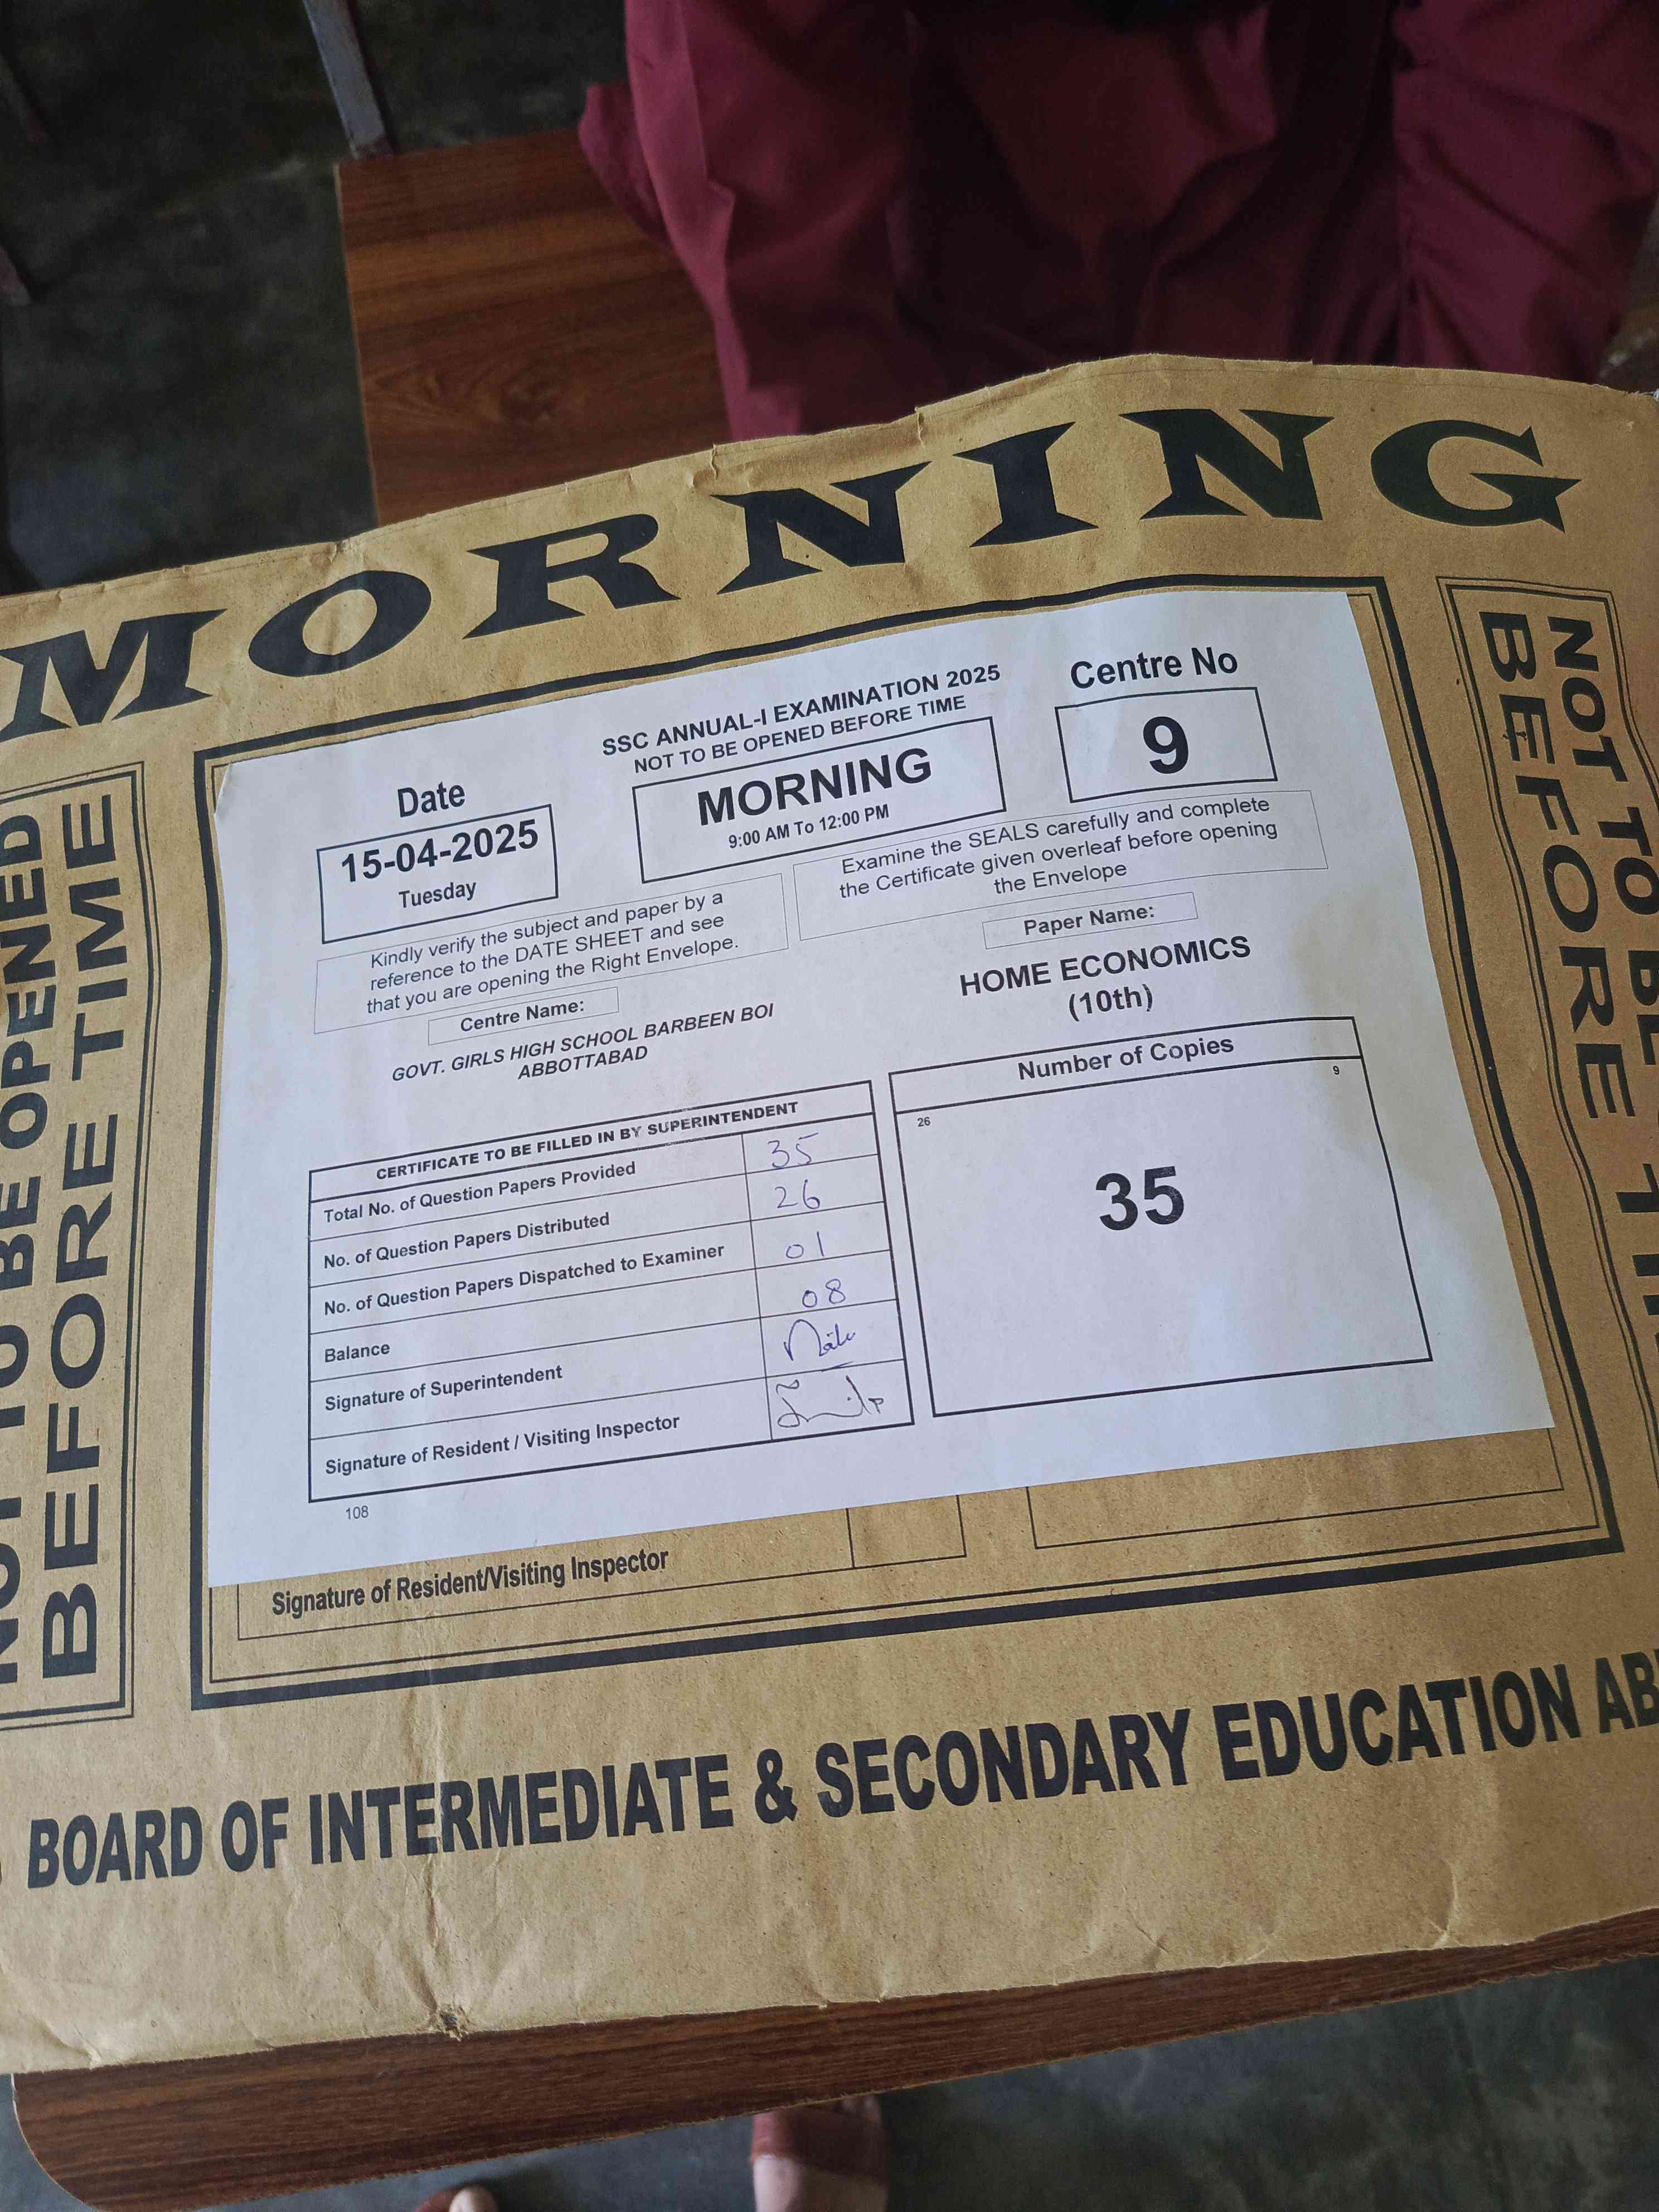 MORNING
NOT TO BE OPENED
BEFORE TIME
SSC ANNUAL-I EXAMINATION 2025
NOT TO BE OPENED BEFORE TIME
Date
15-04-2025
Tuesday
MORNING
9:00 AM To 12:00 PM
Centre No
9
Kindly verify the subject and paper by a
reference to the DATE SHEET and see
that you are opening the Right Envelope.
Examine the SEALS carefully and complete
the Certificate given overleaf before opening
the Envelope
Centre Name:
GOVT. GIRLS HIGH SCHOOL BARBEEN BOI
ABBOTTABAD
Paper Name:
HOME ECONOMICS
(10th)
CERTIFICATE TO BE FILLED IN BY SUPERINTENDENT
Total No. of Question Papers Provided 35
No. of Question Papers Distributed 26
No. of Question Papers Dispatched to Examiner 01
Balance 08
Signature of Superintendent
Signature of Resident / Visiting Inspector
108
Number of Copies
26 9
35
NOT TO BE
BEFORE
Signature of Resident/Visiting Inspector
BOARD OF INTERMEDIATE & SECONDARY EDUCATION AB